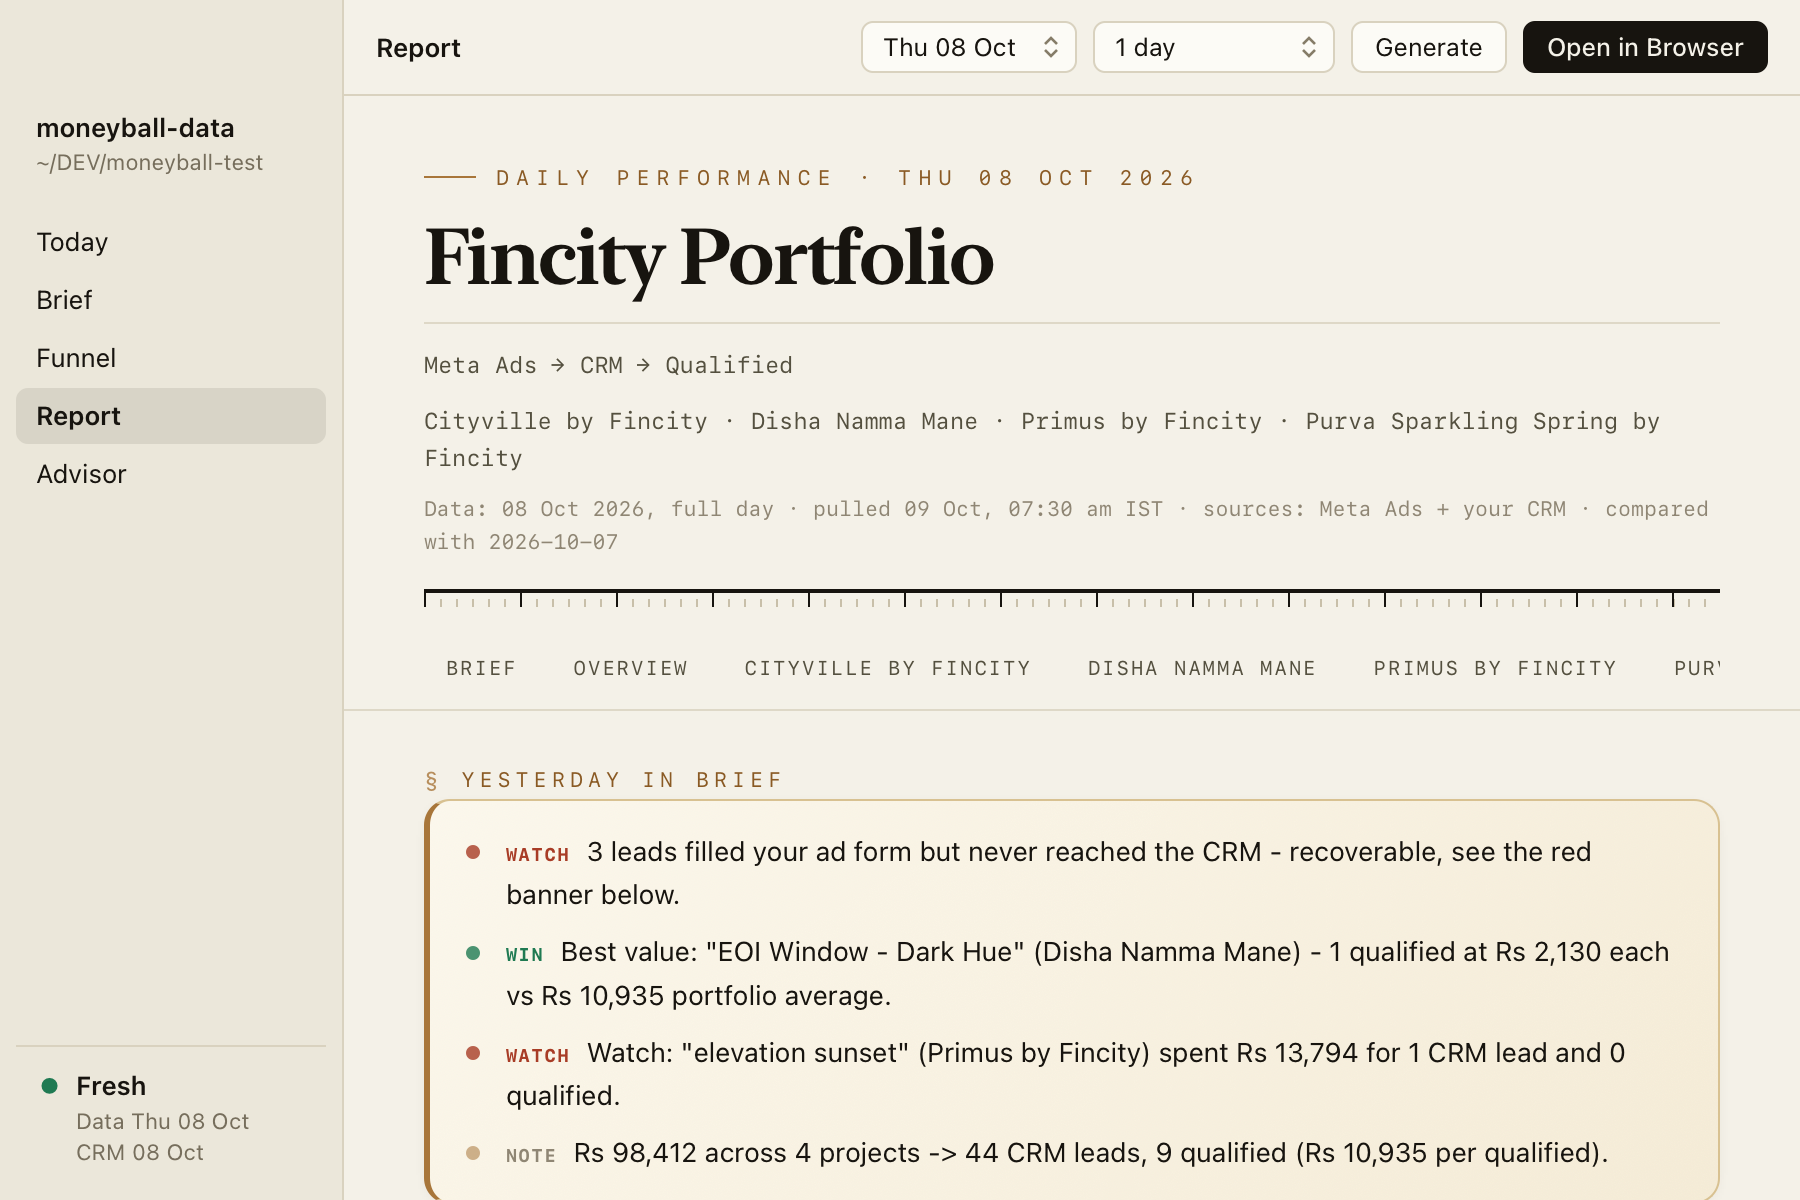 Report
Thu 08 Oct
1 day
Generate
Open in Browser
moneyball-data
~/DEV/moneyball-test
Today
Brief
Funnel
Report
Advisor
Fresh
Data Thu 08 Oct
CRM 08 Oct
DAILY PERFORMANCE · THU 08 OCT 2026
Fincity Portfolio
Meta Ads → CRM → Qualified
Cityville by Fincity · Disha Namma Mane · Primus by Fincity · Purva Sparkling Spring by
Fincity
Data: 08 Oct 2026, full day · pulled 09 Oct, 07:30 am IST · sources: Meta Ads + your CRM · compared
with 2026-10-07
BRIEF OVERVIEW CITYVILLE BY FINCITY DISHA NAMMA MANE PRIMUS BY FINCITY
§ YESTERDAY IN BRIEF
WATCH 3 leads filled your ad form but never reached the CRM - recoverable, see the red
banner below.
WIN Best value: "EOI Window - Dark Hue" (Disha Namma Mane) - 1 qualified at Rs 2,130 each
vs Rs 10,935 portfolio average.
WATCH Watch: "elevation sunset" (Primus by Fincity) spent Rs 13,794 for 1 CRM lead and 0
qualified.
NOTE Rs 98,412 across 4 projects -> 44 CRM leads, 9 qualified (Rs 10,935 per qualified).